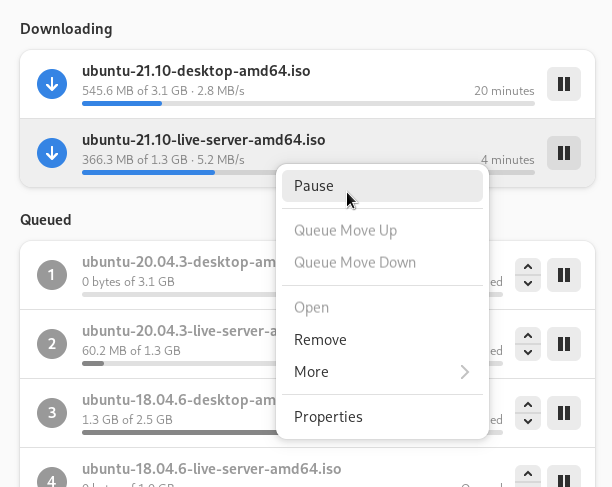 Downloading
ubuntu-21.10-desktop-amd64.iso
545.6 MB of 3.1 GB · 2.8 MB/s
20 minutes
ubuntu-21.10-live-server-amd64.iso
366.3 MB of 1.3 GB · 5.2 MB/s
4 minutes
Pause
Queued
Queue Move Up
Queue Move Down
1
ubuntu-20.04.3-desktop-am
0 bytes of 3.1 GB
ed
Open
2
ubuntu-20.04.3-live-server-a
60.2 MB of 1.3 GB
ed
Remove
More
3
ubuntu-18.04.6-desktop-am
1.3 GB of 2.5 GB
ed
Properties
4
ubuntu-18.04.6-live-server-amd64.iso